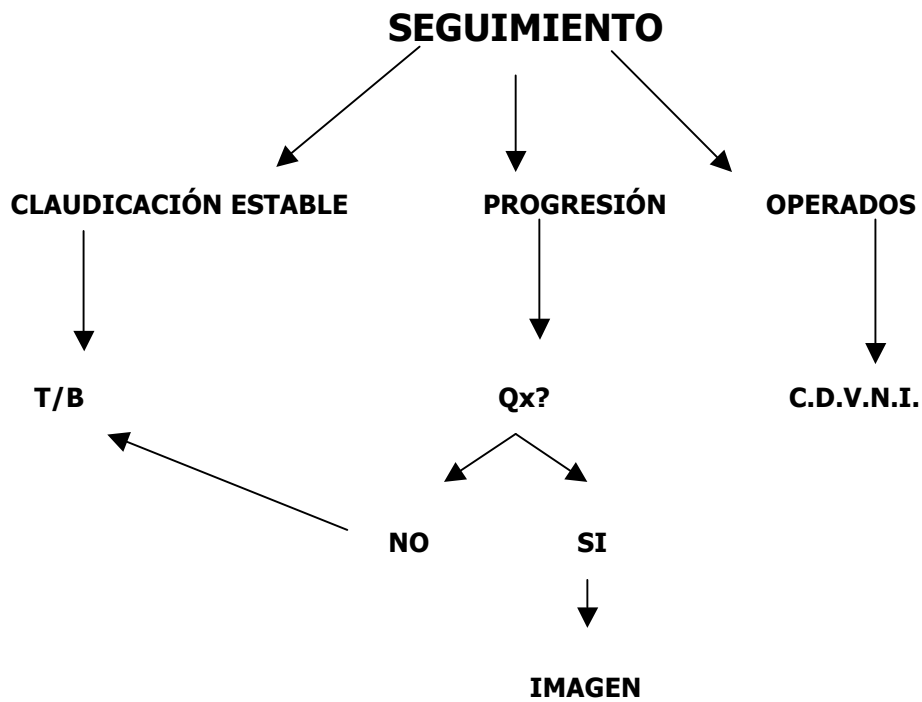 SEGUIMIENTO
CLAUDICACIÓN ESTABLE
PROGRESIÓN
OPERADOS
T/B
Qx?
C.D.V.N.I.
NO
SI
IMAGEN